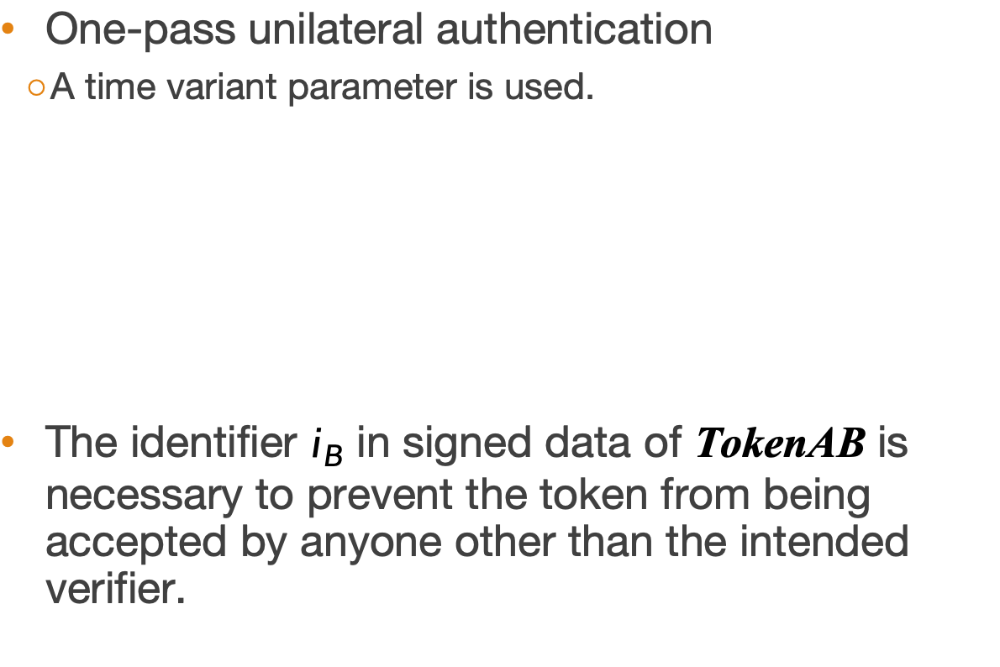 • One-pass unilateral authentication
○ A time variant parameter is used.
• The identifier i_B in signed data of TokenAB is
necessary to prevent the token from being
accepted by anyone other than the intended
verifier.